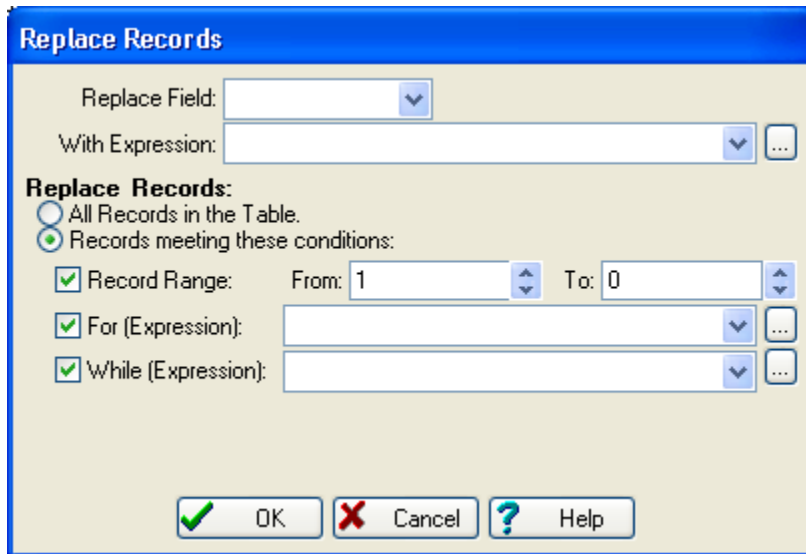 Replace Records
Replace Field:
With Expression: ...
Replace Records:
All Records in the Table.
Records meeting these conditions:
Record Range: From: 1 To: 0
For (Expression): ...
While (Expression): ...
OK Cancel ? Help